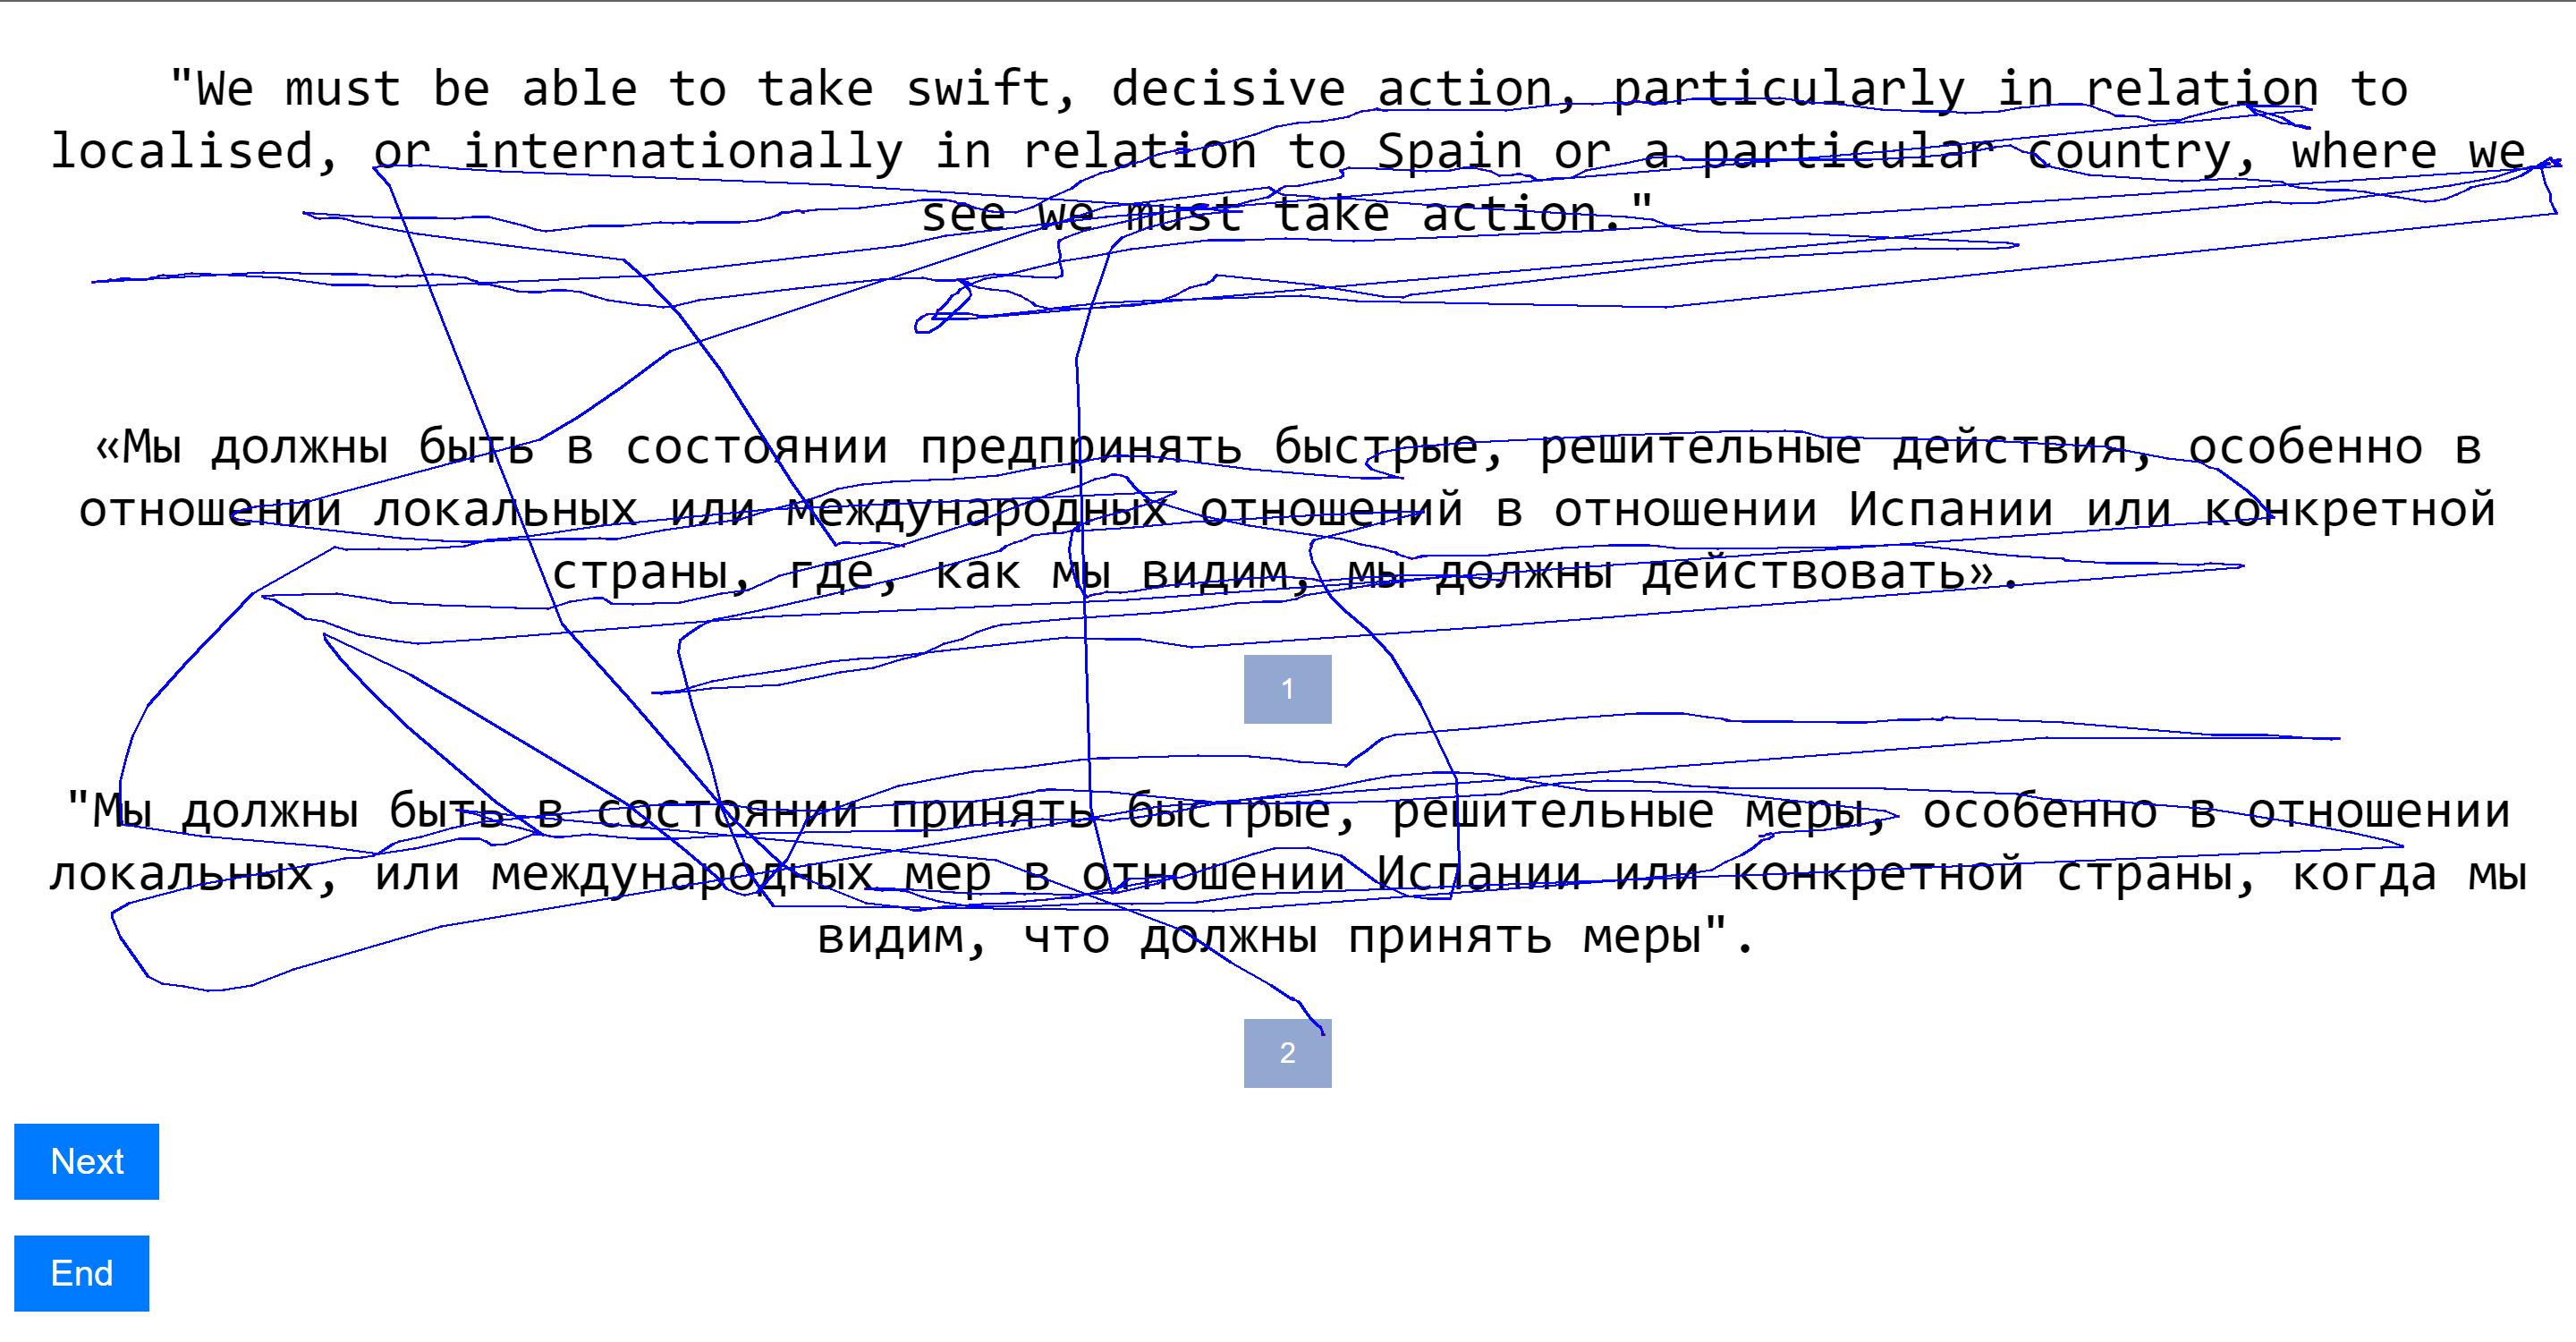 "We must be able to take swift, decisive action, particularly in relation to
localised, or internationally in relation to Spain or a particular country, where we
see we must take action."
«Мы должны быть в состоянии предпринять быстрые, решительные действия, особенно в
отношении локальных или международных отношений в отношении Испании или конкретной
страны, где, как мы видим, мы должны действовать».
1
"Мы должны быть в состоянии принять быстрые, решительные меры, особенно в отношении
локальных, или международных мер в отношении Испании или конкретной страны, когда мы
видим, что должны принять меры".
2
Next
End